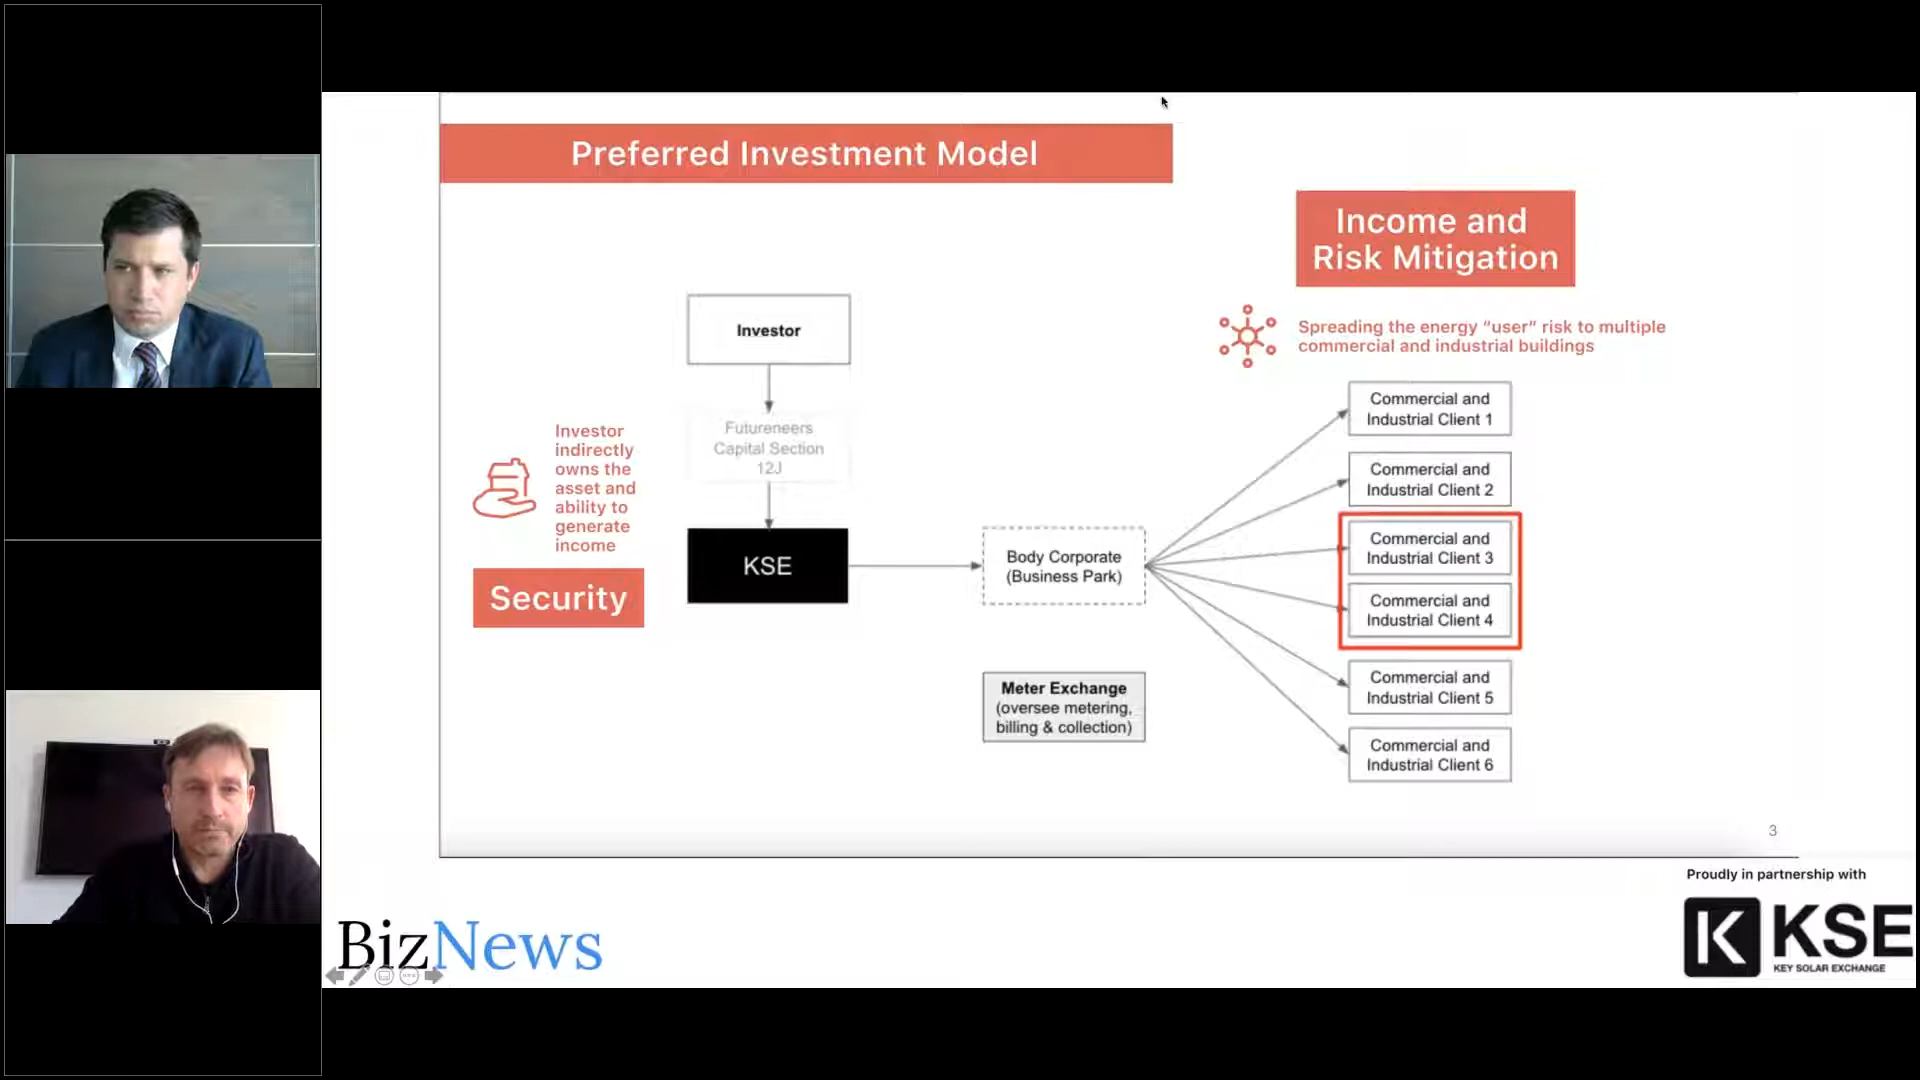 Preferred Investment Model
Income and
Risk Mitigation
Spreading the energy “user” risk to multiple
commercial and industrial buildings
Investor
Futureneers
Capital Section
12J
Investor
indirectly
owns the
asset and
ability to
generate
income
Security
KSE
Body Corporate
(Business Park)
Meter Exchange
(oversee metering,
billing & collection)
Commercial and
Industrial Client 1
Commercial and
Industrial Client 2
Commercial and
Industrial Client 3
Commercial and
Industrial Client 4
Commercial and
Industrial Client 5
Commercial and
Industrial Client 6
3
Proudly in partnership with
BizNews
K KSE
KEY SOLAR EXCHANGE